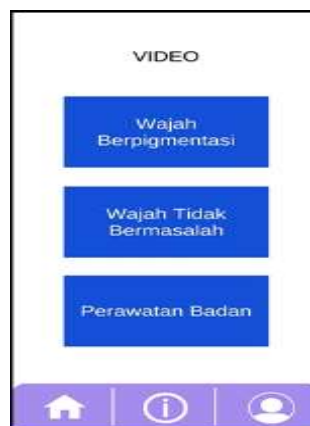 VIDEO
Wajah
Berpigmentasi
Wajah Tidak
Bermasalah
Perawatan Badan